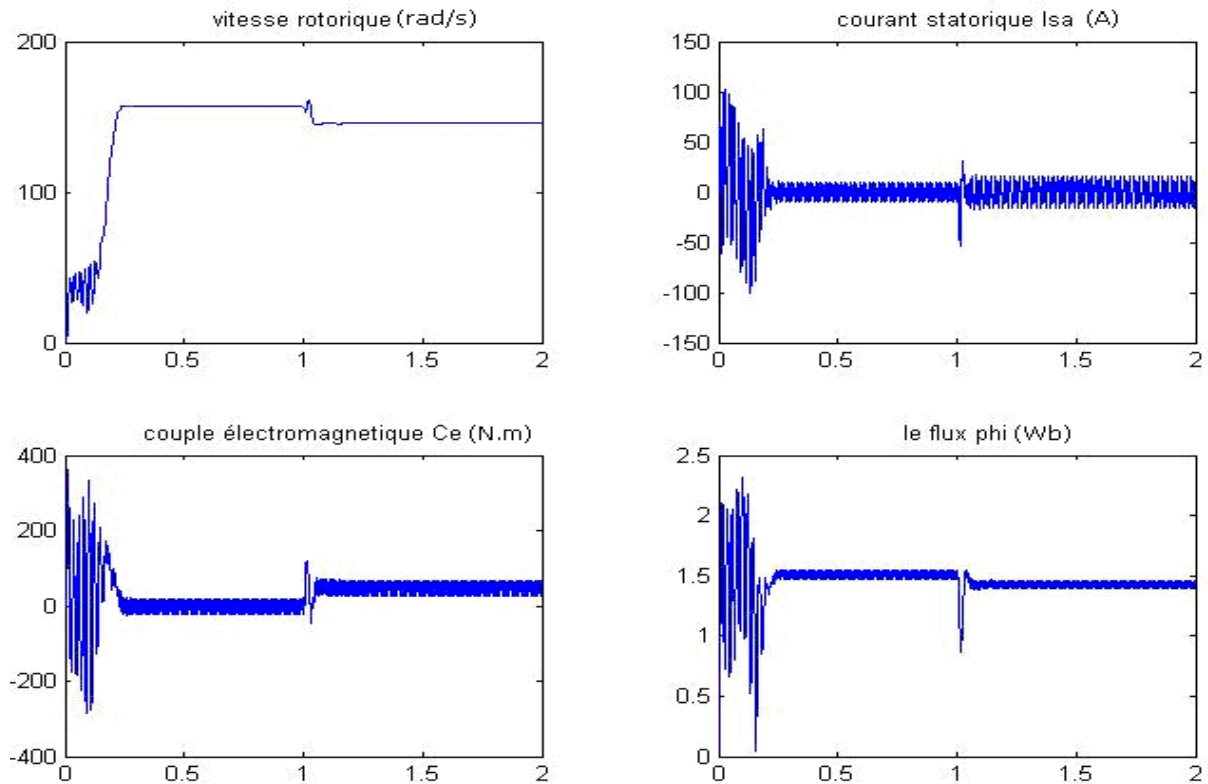 vitesse rotorique (rad/s)
200
100
0
0 0.5 1 1.5 2
courant statorique Isa (A)
150
100
50
0
-50
-100
-150
0 0.5 1 1.5 2
couple électromagnetique Ce (N.m)
400
200
0
-200
-400
0 0.5 1 1.5 2
le flux phi (Wb)
2.5
2
1.5
1
0.5
0
0 0.5 1 1.5 2